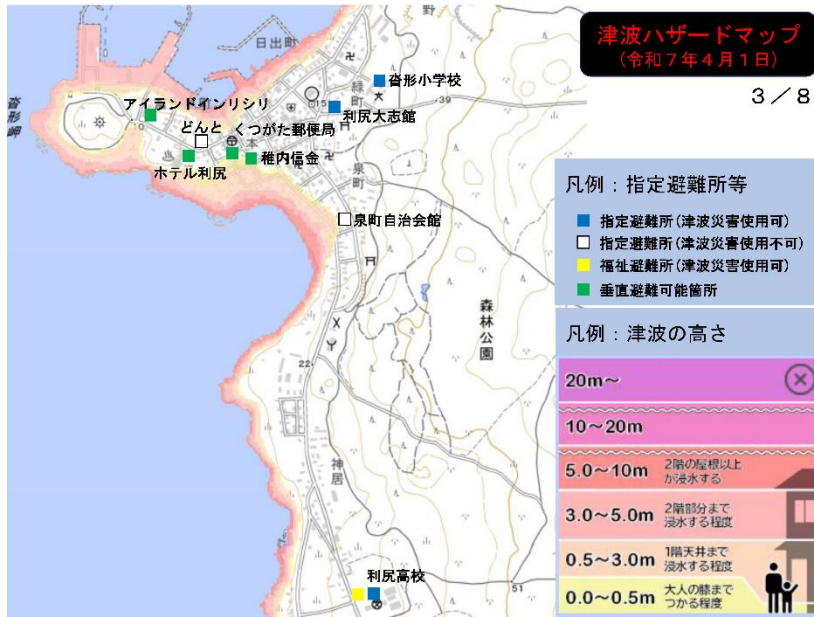 津波ハザードマップ
(令和7年4月1日)
3／8
日出町
野
緑町
沓形小学校
39
15
利尻大志館
沓形岬
アイランドインリシリ
10
どんと
くつがた郵便局
本
稚内信金
ホテル利尻
泉町
泉町自治会館
森林公園
22
神居
利尻高校
51
凡例：指定避難所等
指定避難所(津波災害使用可)
指定避難所(津波災害使用不可)
福祉避難所(津波災害使用可)
垂直避難可能箇所
凡例：津波の高さ
20m～
10～20m
5.0～10m 2階の屋根以上
が浸水する
3.0～5.0m 2階部分まで
浸水する程度
0.5～3.0m 1階天井まで
浸水する程度
0.0～0.5m 大人の膝まで
つかる程度